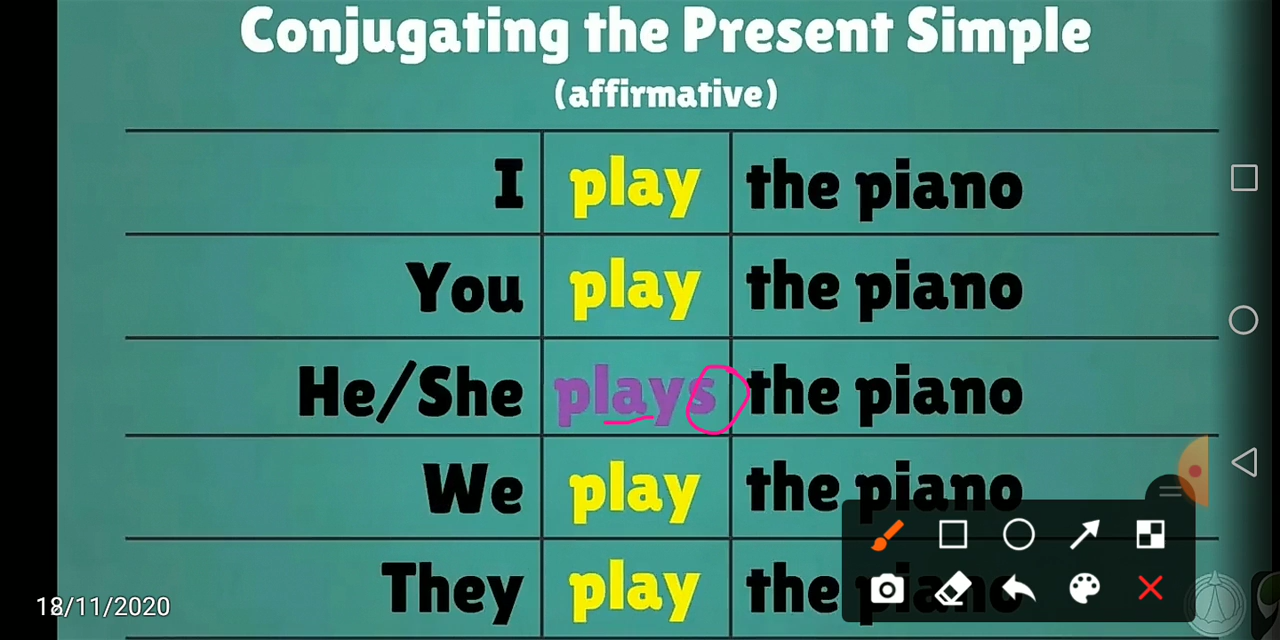 Conjugating the Present Simple
(affirmative)
I play the piano
You play the piano
He/She plays the piano
We play the piano
They play the piano
18/11/2020